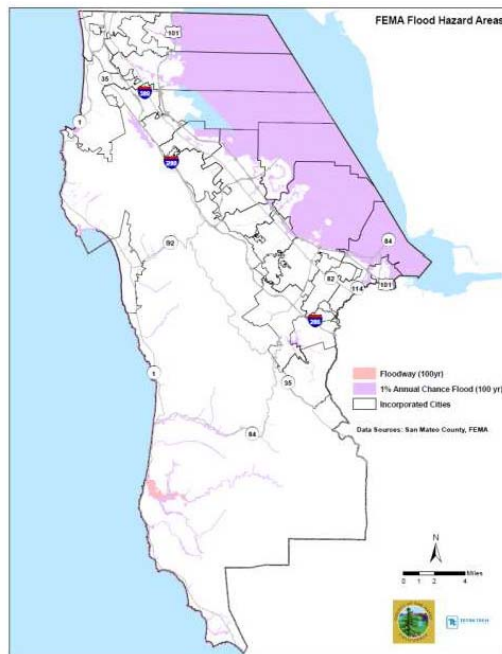 FEMA Flood Hazard Areas
101
35
380
1
280
92
84
82
114
101
280
1
35
84
Floodway (100yr)
1% Annual Chance Flood (100 yr)
Incorporated Cities
Data Sources: San Mateo County, FEMA
N
0 1 2 4 Miles